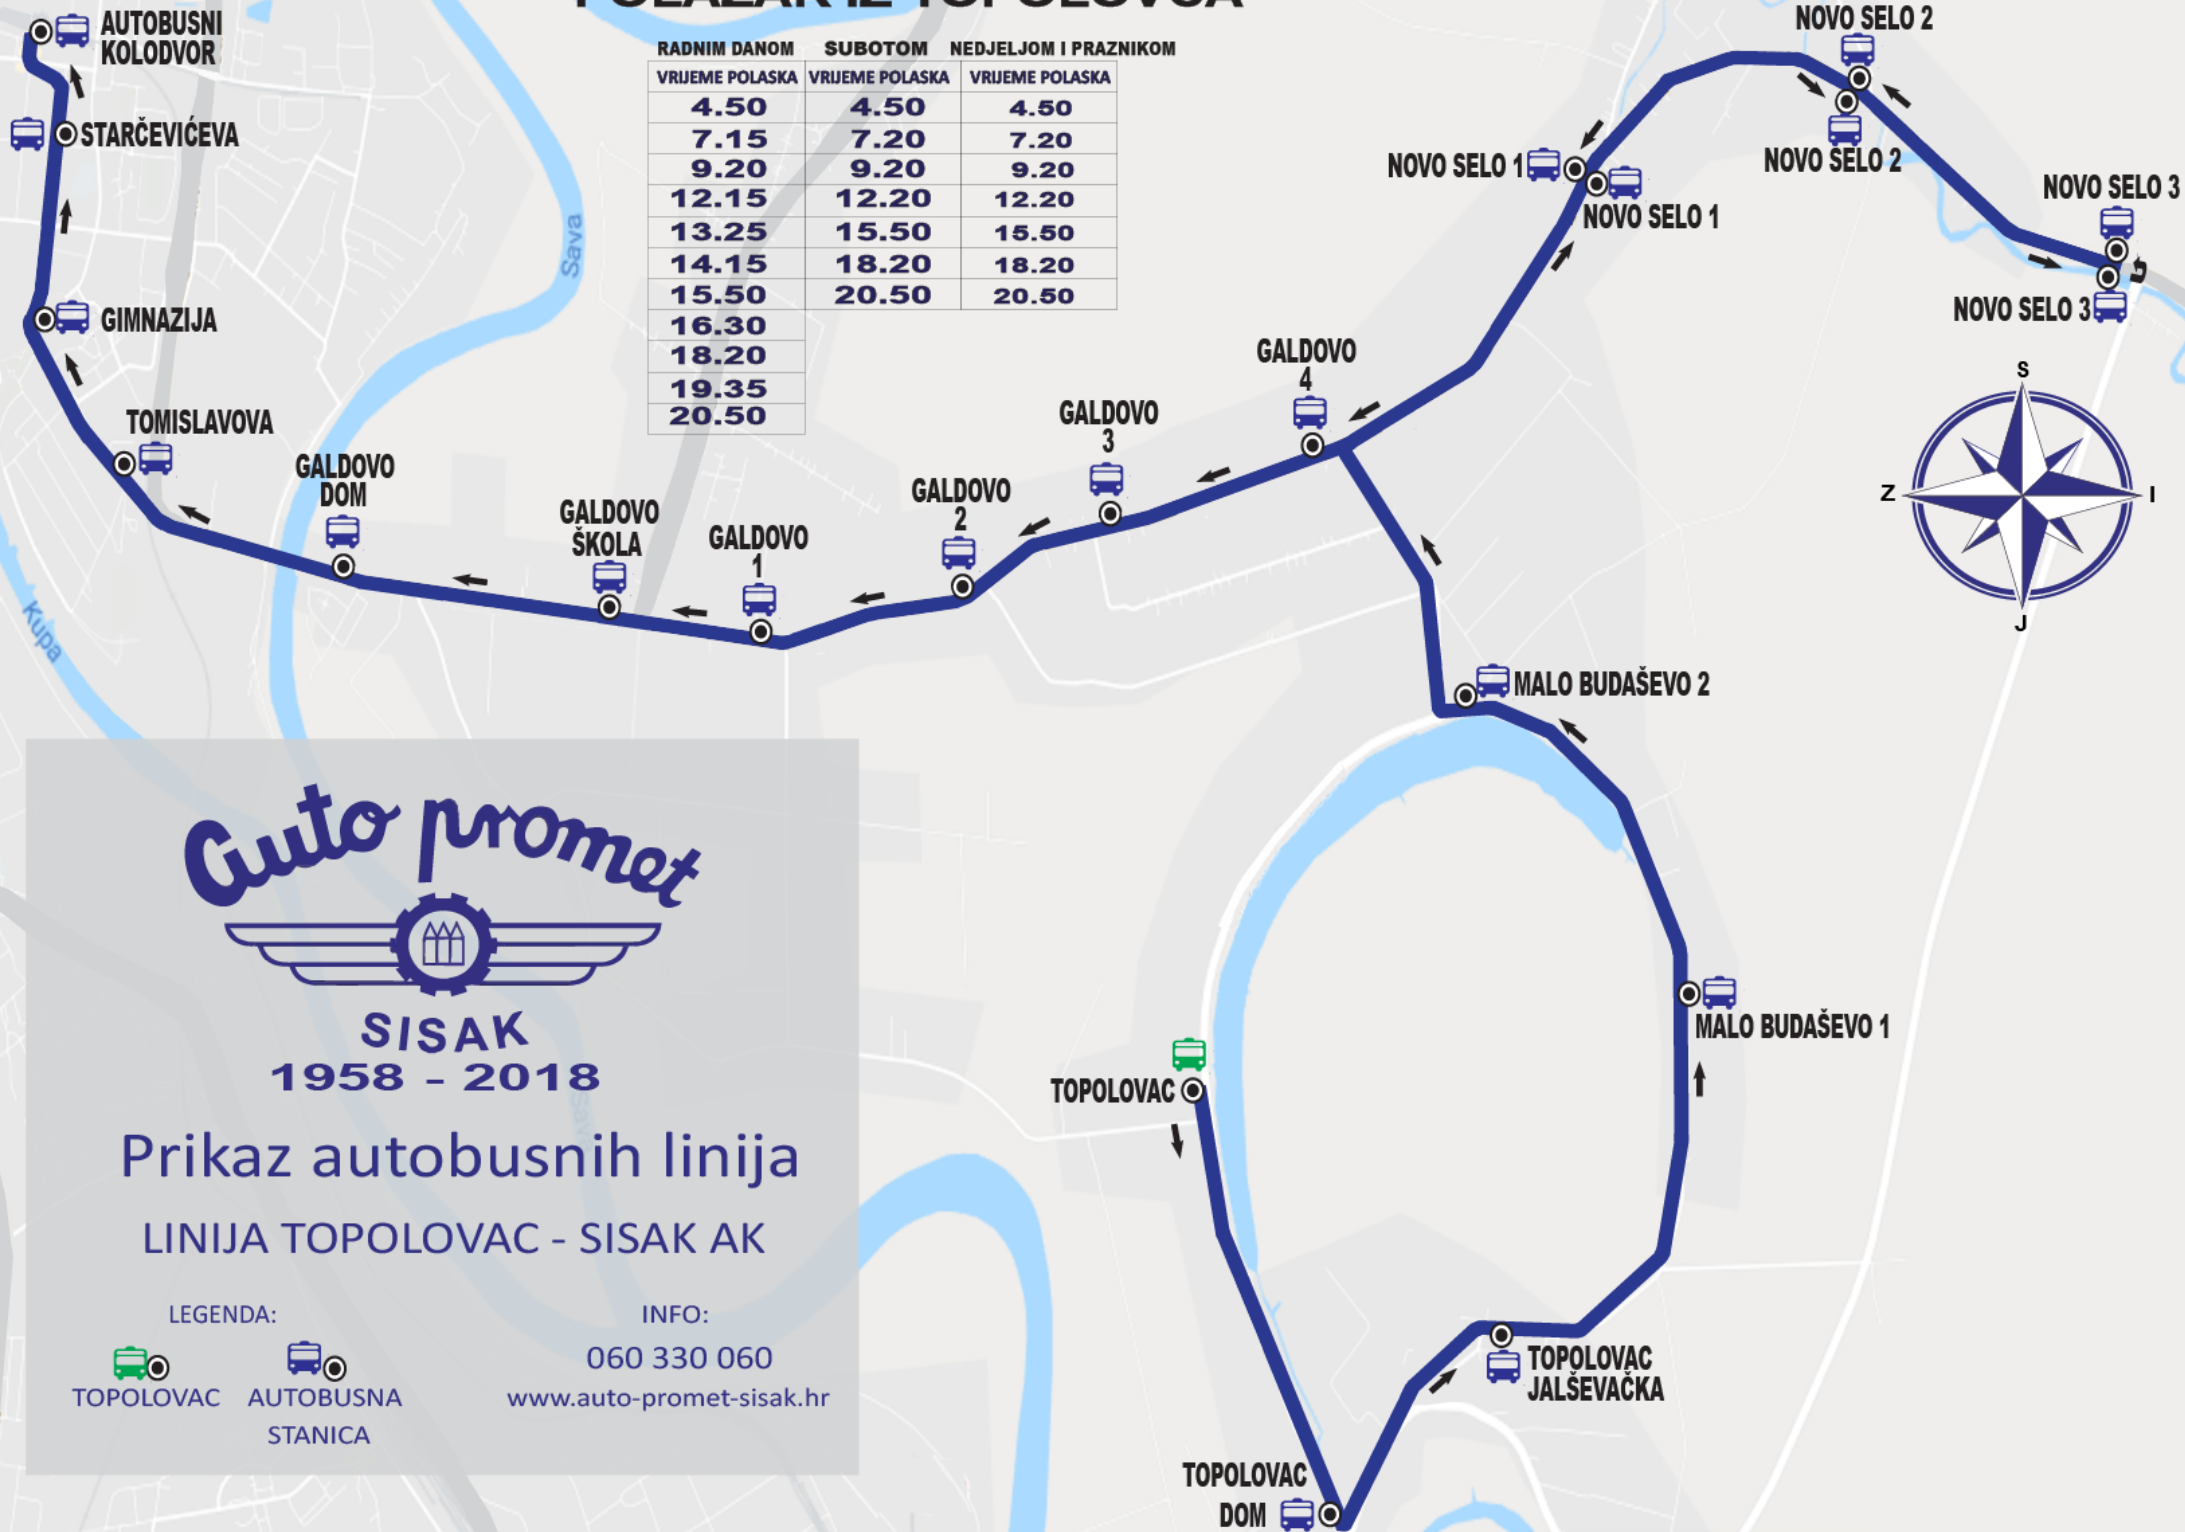 POLAZAK IZ TOPOLOVCA
RADNIM DANOM SUBOTOM NEDJELJOM I PRAZNIKOM
VRIJEME POLASKA VRIJEME POLASKA VRIJEME POLASKA
4.50 4.50 4.50
7.15 7.20 7.20
9.20 9.20 9.20
12.15 12.20 12.20
13.25 15.50 15.50
14.15 18.20 18.20
15.50 20.50 20.50
16.30
18.20
19.35
20.50
AUTOBUSNI
KOLODVOR
STARČEVIĆEVA
GIMNAZIJA
TOMISLAVOVA
GALDOVO
DOM
GALDOVO
ŠKOLA
GALDOVO
1
GALDOVO
2
GALDOVO
3
GALDOVO
4
NOVO SELO 1
NOVO SELO 1
NOVO SELO 2
NOVO SELO 2
NOVO SELO 3
NOVO SELO 3
Sava
Kupa
S
Z
I
J
MALO BUDAŠEVO 2
MALO BUDAŠEVO 1
TOPOLOVAC
TOPOLOVAC
JALŠEVAČKA
TOPOLOVAC
DOM
auto promet
SISAK
1958 - 2018
Sava
Prikaz autobusnih linija
LINIJA TOPOLOVAC - SISAK AK
LEGENDA:
TOPOLOVAC
AUTOBUSNA
STANICA
INFO:
060 330 060
www.auto-promet-sisak.hr